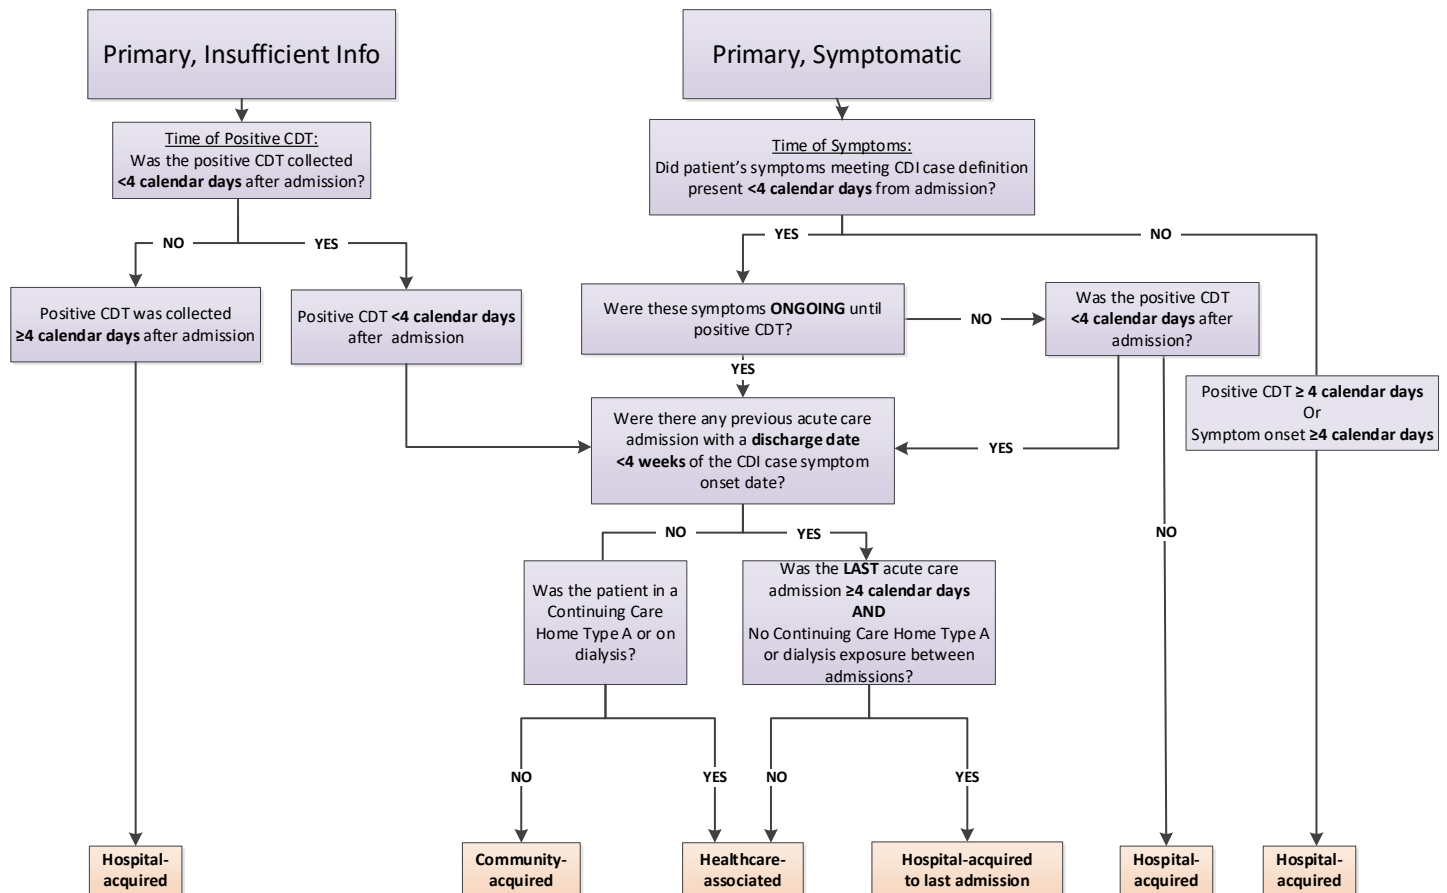 Primary, Insufficient Info
Primary, Symptomatic
Time of Positive CDT:
Was the positive CDT collected
<4 calendar days after admission?
Time of Symptoms:
Did patient's symptoms meeting CDI case definition
present <4 calendar days from admission?
NO
YES
YES
NO
Positive CDT was collected
≥4 calendar days after admission
Positive CDT <4 calendar days
after admission
Were these symptoms ONGOING until
positive CDT?
NO
Was the positive CDT
<4 calendar days after
admission?
YES
Positive CDT ≥ 4 calendar days
Or
Symptom onset ≥4 calendar days
Were there any previous acute care
admission with a discharge date
<4 weeks of the CDI case symptom
onset date?
YES
NO
YES
NO
Was the patient in a
Continuing Care
Home Type A or on
dialysis?
Was the LAST acute care
admission ≥4 calendar days
AND
No Continuing Care Home Type A
or dialysis exposure between
admissions?
NO
YES
NO
YES
Hospital-
acquired
Community-
acquired
Healthcare-
associated
Hospital-acquired
to last admission
Hospital-
acquired
Hospital-
acquired